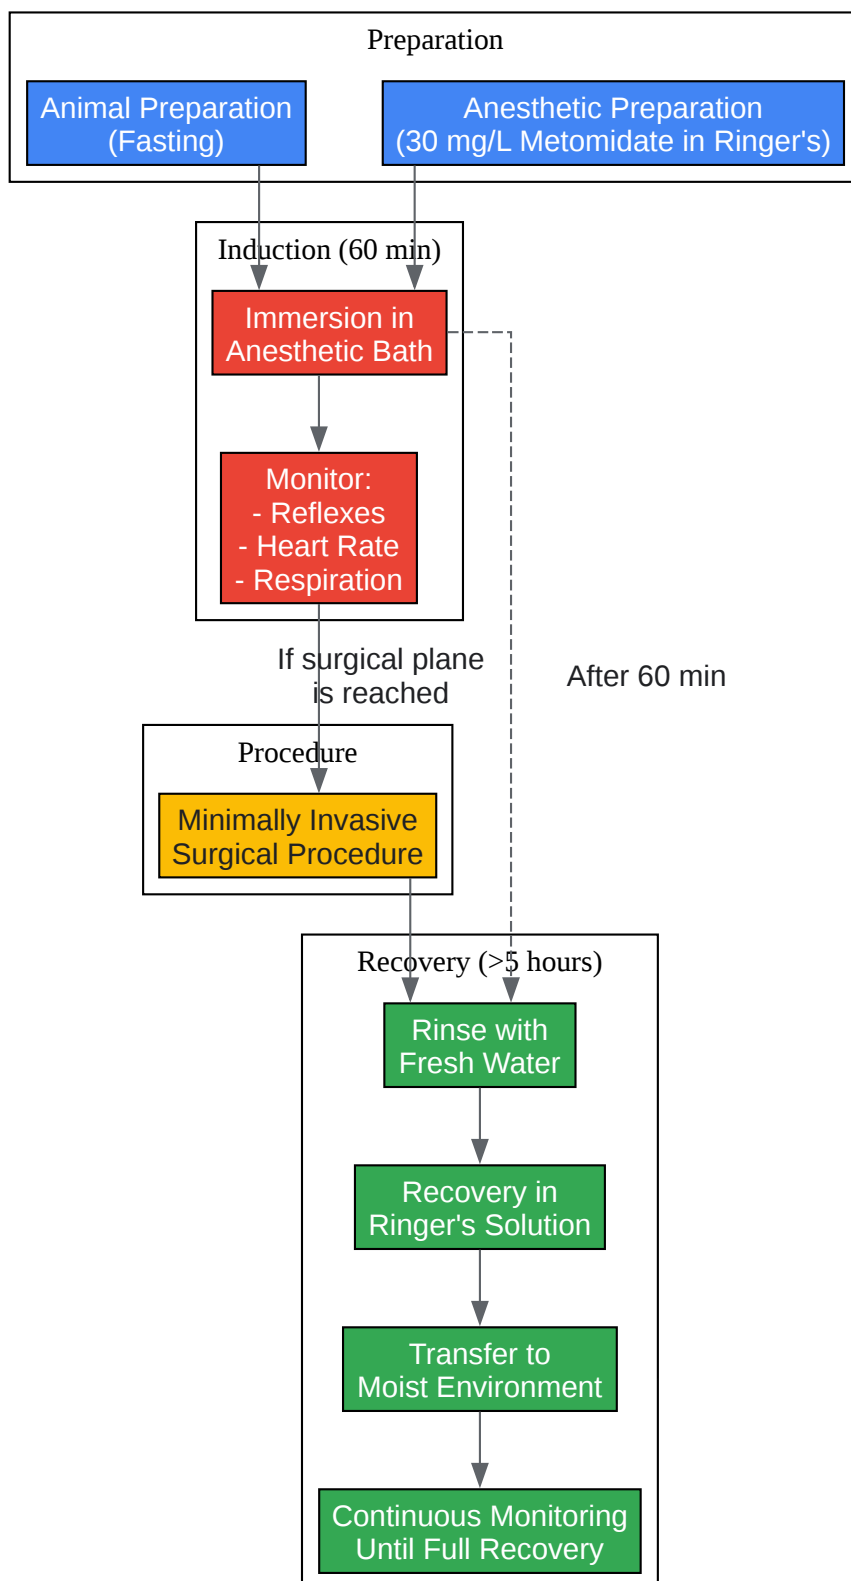 Preparation
Animal Preparation
(Fasting)
Anesthetic Preparation
(30 mg/L Metomidate in Ringer's)
Induction (60 min)
Immersion in
Anesthetic Bath
Monitor:
- Reflexes
- Heart Rate
- Respiration
If surgical plane
is reached
After 60 min
Procedure
Minimally Invasive
Surgical Procedure
Recovery (>5 hours)
Rinse with
Fresh Water
Recovery in
Ringer's Solution
Transfer to
Moist Environment
Continuous Monitoring
Until Full Recovery